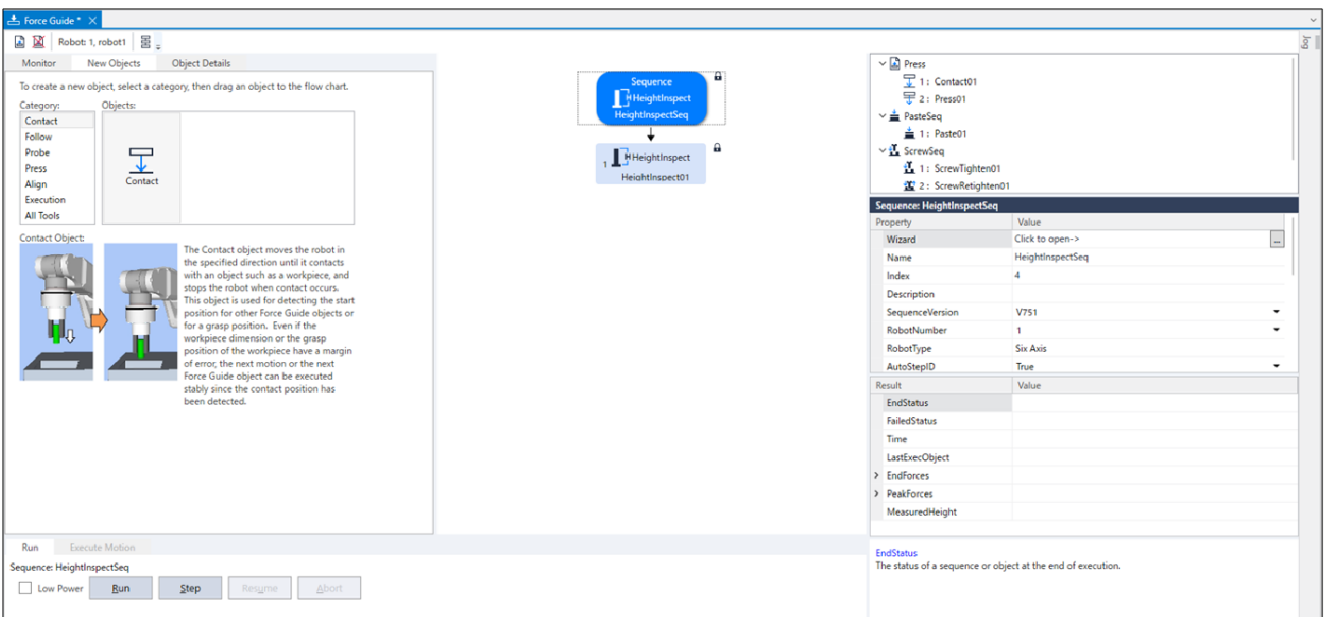 Force Guide *
Jog
Robot: 1, robot1
Monitor New Objects Object Details
To create a new object, select a category, then drag an object to the flow chart.
Category: Objects:
Contact
Follow
Probe
Press
Align
Execution
All Tools
Contact
Contact Object:
The Contact object moves the robot in
the specified direction until it contacts
with an object such as a workpiece, and
stops the robot when contact occurs.
This object is used for detecting the start
position for other Force Guide objects or
for a grasp position. Even if the
workpiece dimension or the grasp
position of the workpiece have a margin
of error, the next motion or the next
Force Guide object can be executed
stably since the contact position has
been detected.
Sequence
HeightInspect
HeightInspectSeq
1 HeightInspect
HeightInspect01
Press
1: Contact01
2: Press01
PasteSeq
1: Paste01
ScrewSeq
1: ScrewTighten01
2: ScrewRetighten01
Sequence: HeightInspectSeq
Property Value
Wizard Click to open-> ...
Name HeightInspectSeq
Index 4
Description
SequenceVersion V751
RobotNumber 1
RobotType Six Axis
AutoStepID True
Result Value
EndStatus
FailedStatus
Time
LastExecObject
EndForces
PeakForces
MeasuredHeight
Run Execute Motion
Sequence: HeightInspectSeq
Low Power Run Step Resume Abort
EndStatus
The status of a sequence or object at the end of execution.